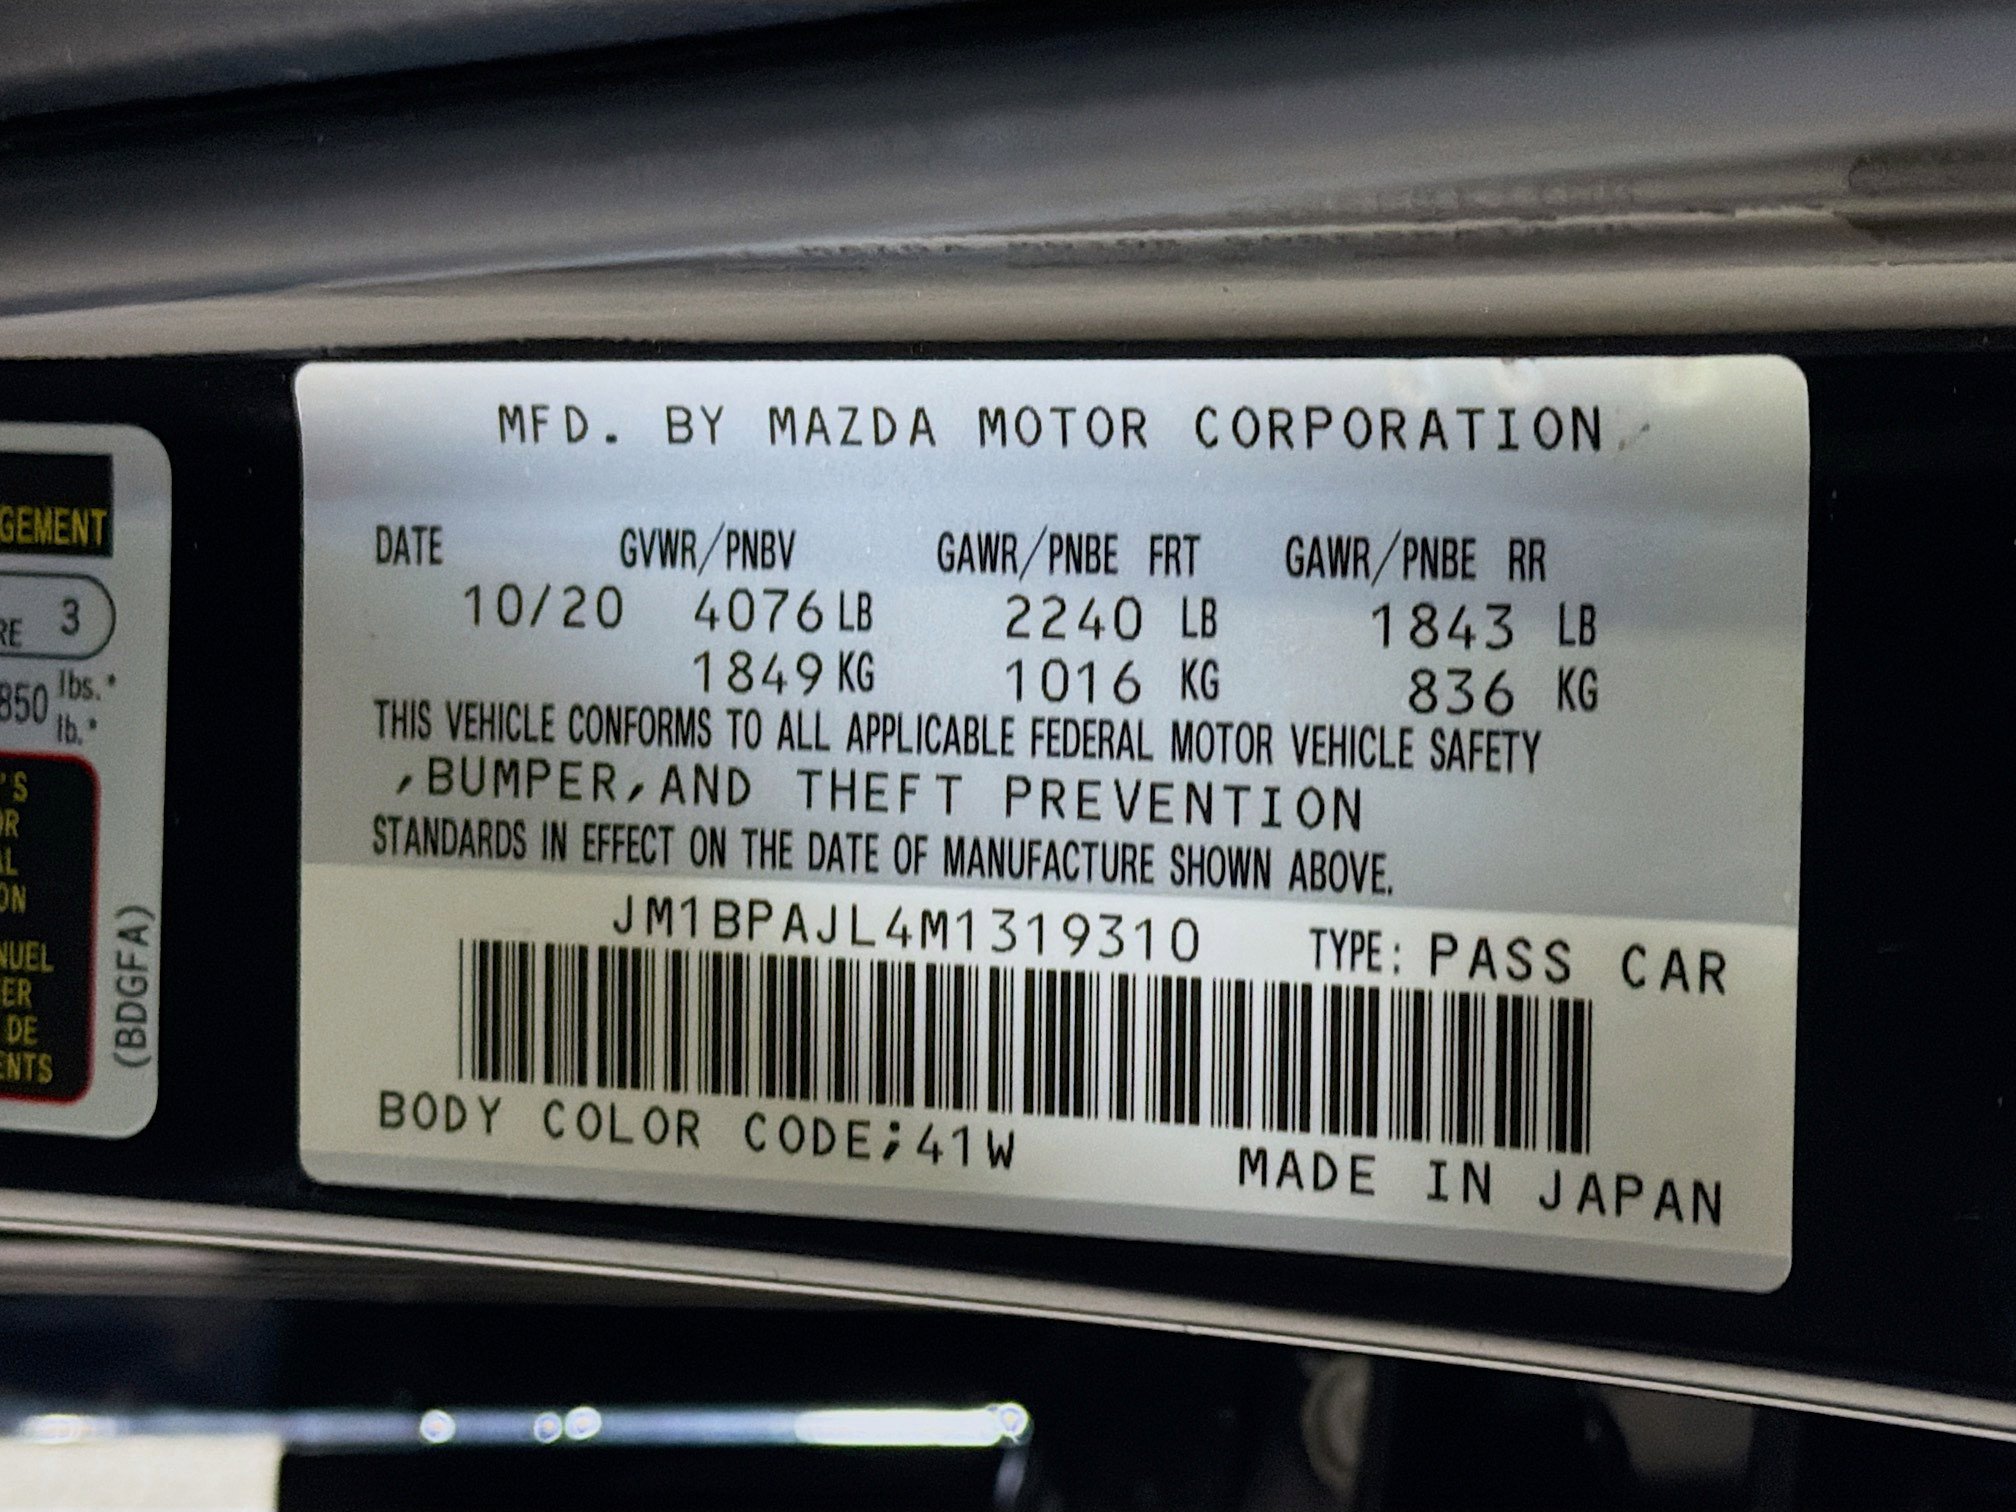 MFD. BY MAZDA MOTOR CORPORATION
DATE GVWR/PNBV GAWR/PNBE FRT GAWR/PNBE RR
10/20 4076 LB 2240 LB 1843 LB
1849 KG 1016 KG 836 KG
THIS VEHICLE CONFORMS TO ALL APPLICABLE FEDERAL MOTOR VEHICLE SAFETY
,BUMPER,AND THEFT PREVENTION
STANDARDS IN EFFECT ON THE DATE OF MANUFACTURE SHOWN ABOVE.
JM1BPAJL4M1319310 TYPE: PASS CAR
BODY COLOR CODE;41W
MADE IN JAPAN
GEMENT
3
850 lbs.*
lb.*
DE
(BDGFA)